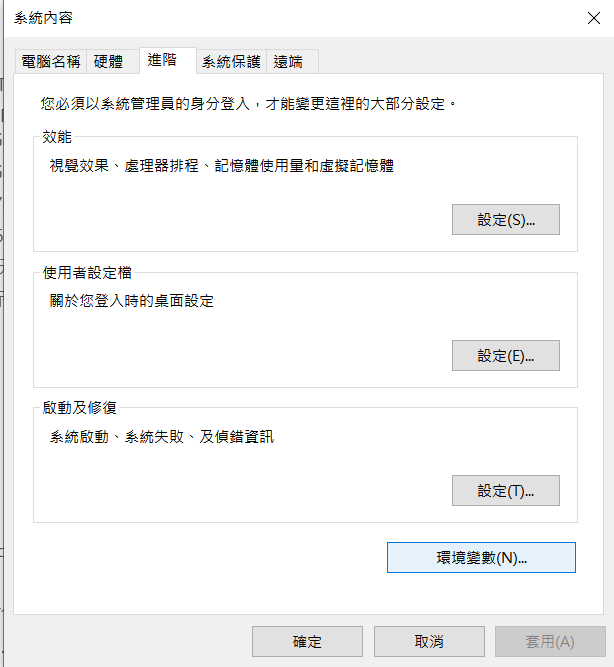 系統內容
電腦名稱 硬體 進階 系統保護 遠端
您必須以系統管理員的身分登入，才能變更這裡的大部分設定。
效能
視覺效果、處理器排程、記憶體使用量和虛擬記憶體
設定(S)...
使用者設定檔
關於您登入時的桌面設定
設定(E)...
啟動及修復
系統啟動、系統失敗、及偵錯資訊
設定(T)...
環境變數(N)...
確定 取消 套用(A)